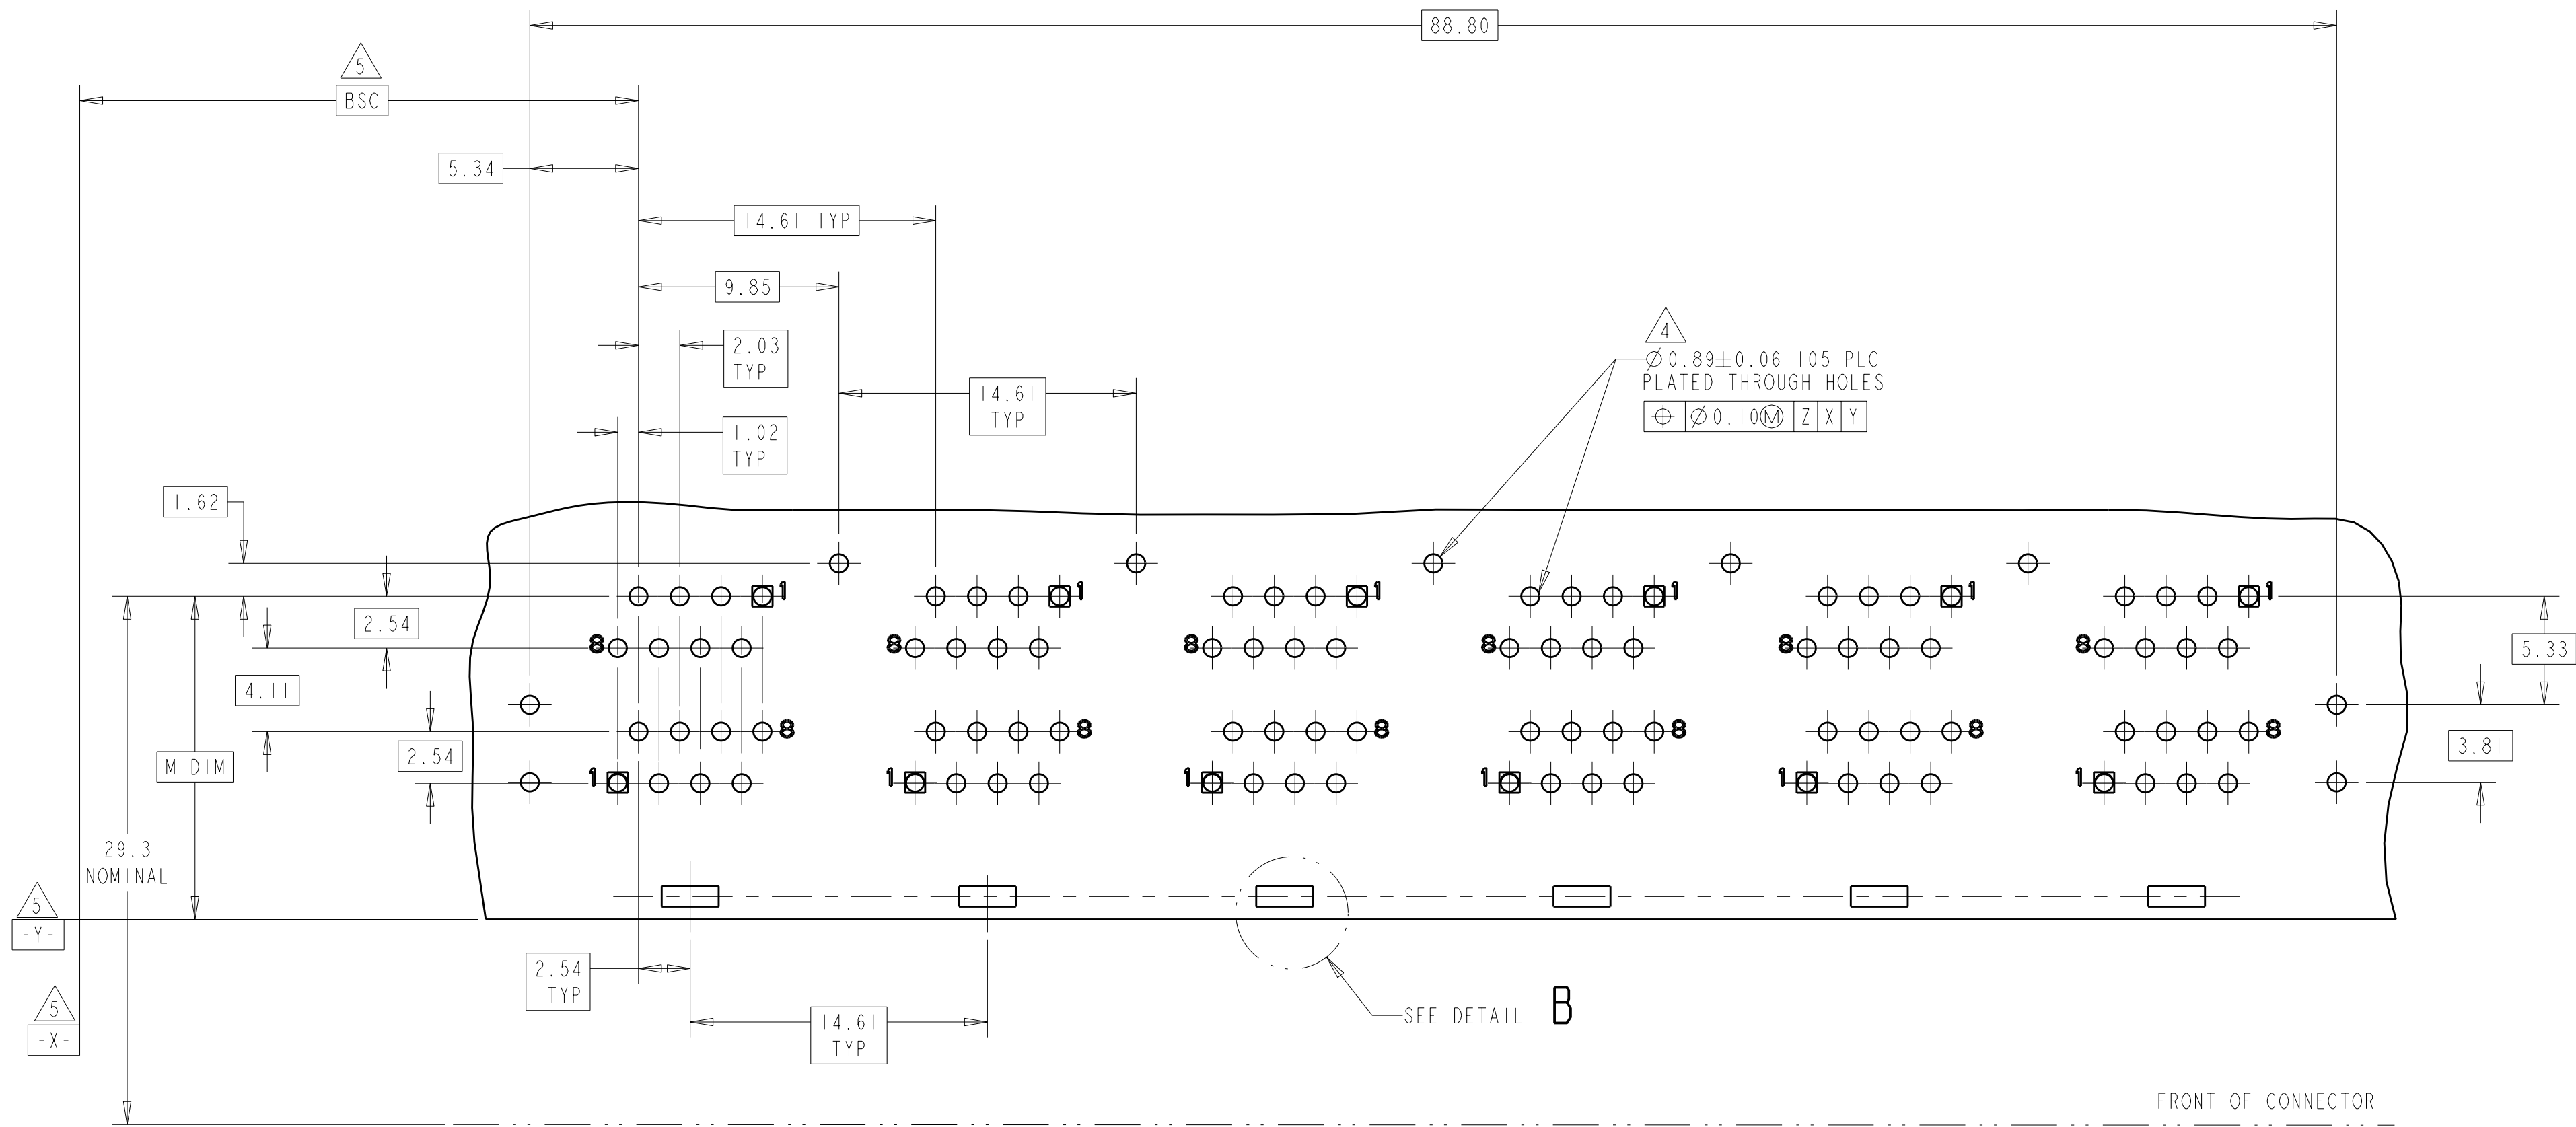 88.80
5
BSC
5.34
14.61 TYP
9.85
2.03
TYP
14.61
TYP
1.02
TYP
4
Ø0.89±0.06 105 PLC
PLATED THROUGH HOLES
⌖ Ø0.10Ⓜ Z X Y
1.62
1 1 1 1 1 1
2.54
8 8 8 8 8 8
5.33
4.11
8 8 8 8 8 8
2.54
3.81
M DIM
1 1 1 1 1 1
29.3
NOMINAL
5
-Y-
2.54
TYP
5
-X-
14.61
TYP
SEE DETAIL B
FRONT OF CONNECTOR